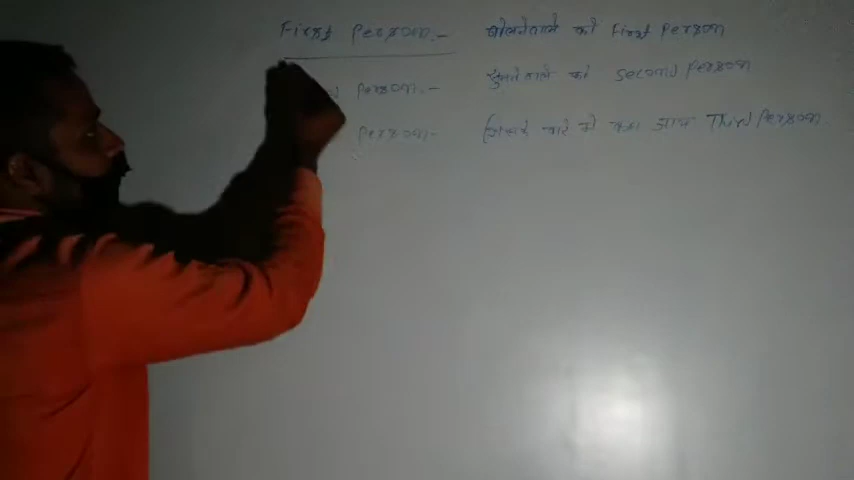 First Person :- बोलनेवाले को First Person
Person :- सुनने वाले को Second Person
Person - जिसके बारे में कहा जाय Third Person.